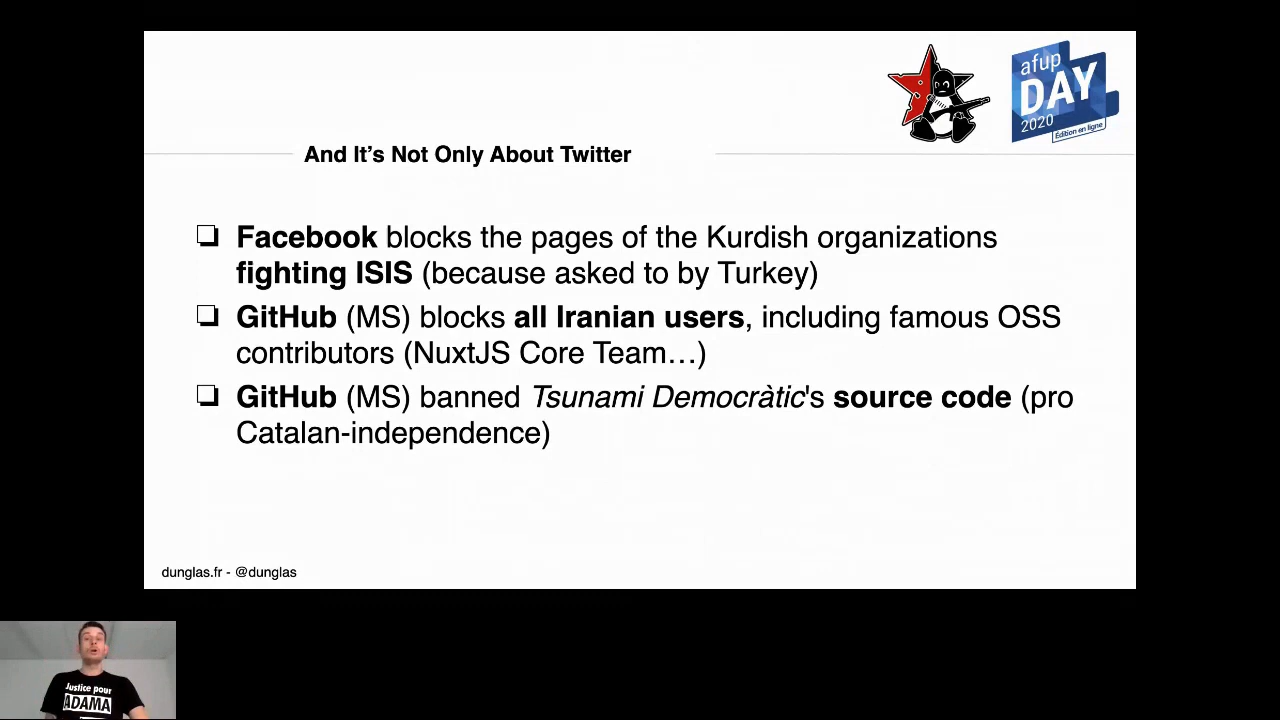 afup
DAY
2020
Édition en ligne
And It’s Not Only About Twitter
❏ Facebook blocks the pages of the Kurdish organizations
fighting ISIS (because asked to by Turkey)
❏ GitHub (MS) blocks all Iranian users, including famous OSS
contributors (NuxtJS Core Team…)
❏ GitHub (MS) banned Tsunami Democràtic's source code (pro
Catalan-independence)
dunglas.fr - @dunglas
Justice pour
ADAMA